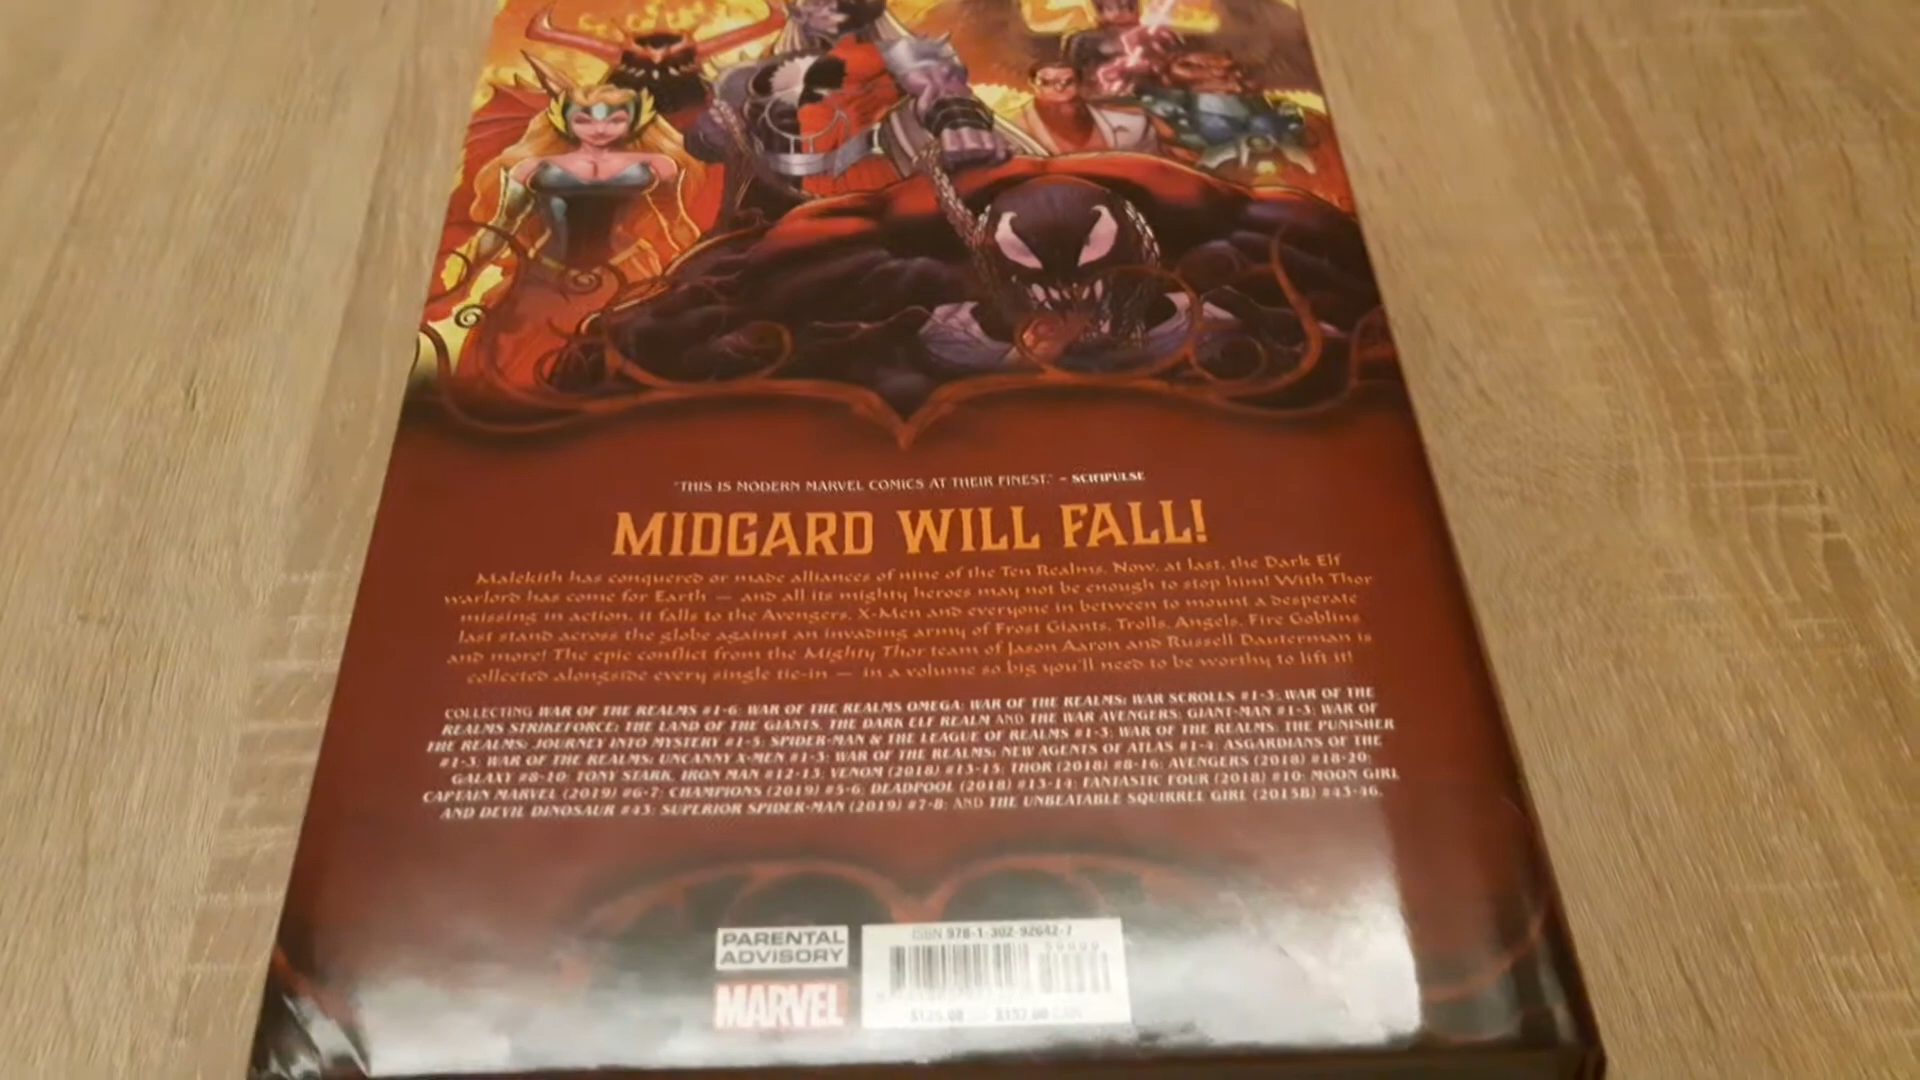 "THIS IS MODERN MARVEL COMICS AT THEIR FINEST." – SCIFIPULSE
MIDGARD WILL FALL!
Malekith has conquered or made alliances of nine of the Ten Realms. Now, at last, the Dark Elf
warlord has come for Earth — and all its mighty heroes may not be enough to stop him! With Thor
missing in action, it falls to the Avengers, X-Men and everyone in between to mount a desperate
last stand across the globe against an invading army of Frost Giants, Trolls, Angels, Fire Goblins
and more! The epic conflict from the Mighty Thor team of Jason Aaron and Russell Dauterman is
collected alongside every single tie-in — in a volume so big you'll need to be worthy to lift it!
COLLECTING WAR OF THE REALMS #1-6; WAR OF THE REALMS OMEGA; WAR OF THE REALMS: WAR SCROLLS #1-3; WAR OF THE
REALMS STRIKEFORCE: THE LAND OF THE GIANTS, THE DARK ELF REALM AND THE WAR AVENGERS; GIANT-MAN #1-3; WAR OF
THE REALMS: JOURNEY INTO MYSTERY #1-5; SPIDER-MAN & THE LEAGUE OF REALMS #1-3; WAR OF THE REALMS: THE PUNISHER
#1-3; WAR OF THE REALMS: UNCANNY X-MEN #1-3; WAR OF THE REALMS: NEW AGENTS OF ATLAS #1-4; ASGARDIANS OF THE
GALAXY #8-10; TONY STARK, IRON MAN #12-13; VENOM (2018) #13-15; THOR (2018) #8-16; AVENGERS (2018) #18-20;
CAPTAIN MARVEL (2019) #6-7; CHAMPIONS (2019) #5-6; DEADPOOL (2018) #13-14; FANTASTIC FOUR (2018) #10; MOON GIRL
AND DEVIL DINOSAUR #43; SUPERIOR SPIDER-MAN (2019) #7-8; AND THE UNBEATABLE SQUIRREL GIRL (2015B) #43-46.
PARENTAL
ADVISORY
MARVEL
ISBN 978-1-302-92642-7